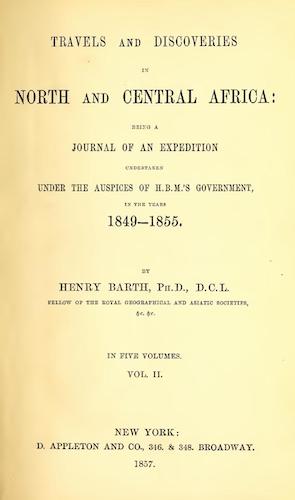 TRAVELS AND DISCOVERIES
IN
NORTH AND CENTRAL AFRICA:
BEING A
JOURNAL OF AN EXPEDITION
UNDERTAKEN
UNDER THE AUSPICES OF H.B.M.'S GOVERNMENT,
IN THE YEARS
1849—1855.
BY
HENRY BARTH, PH.D., D.C.L.
FELLOW OF THE ROYAL GEOGRAPHICAL AND ASIATIC SOCIETIES,
&c. &c.
IN FIVE VOLUMES.
VOL. II.
NEW YORK:
D. APPLETON AND CO., 346. & 348. BROADWAY.
1857.